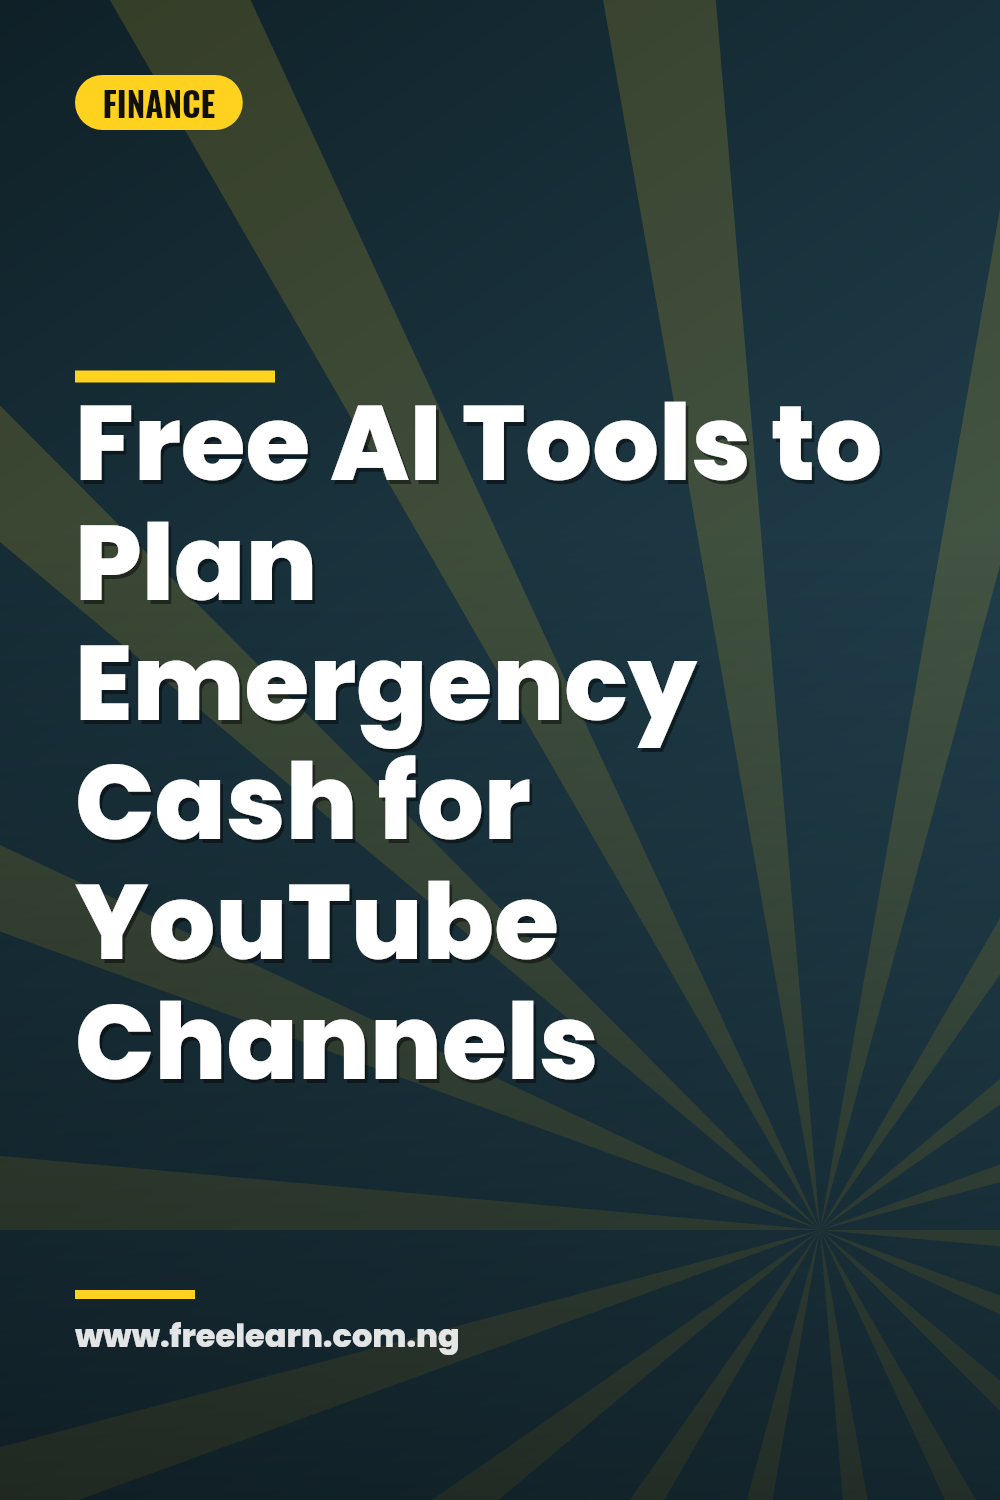 FINANCE
Free AI Tools to
Plan
Emergency
Cash for
YouTube
Channels
www.freelearn.com.ng